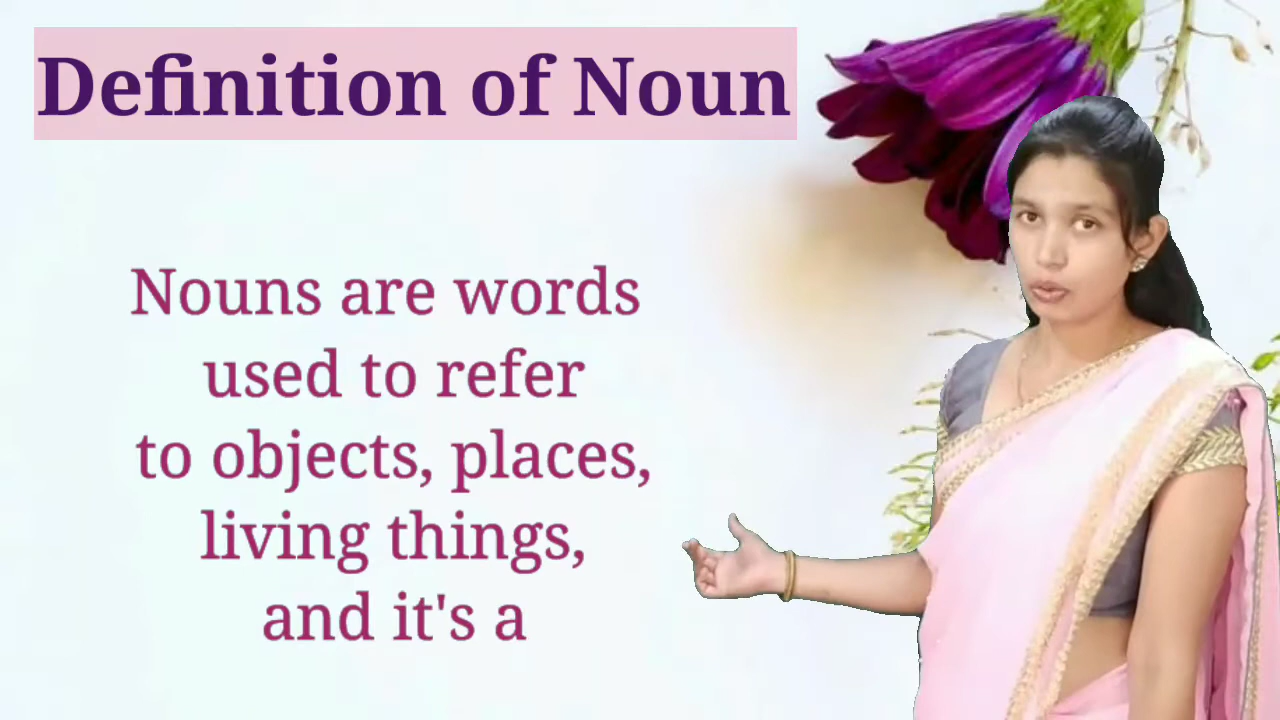 Definition of Noun
Nouns are words
used to refer
to objects, places,
living things,
and it's a